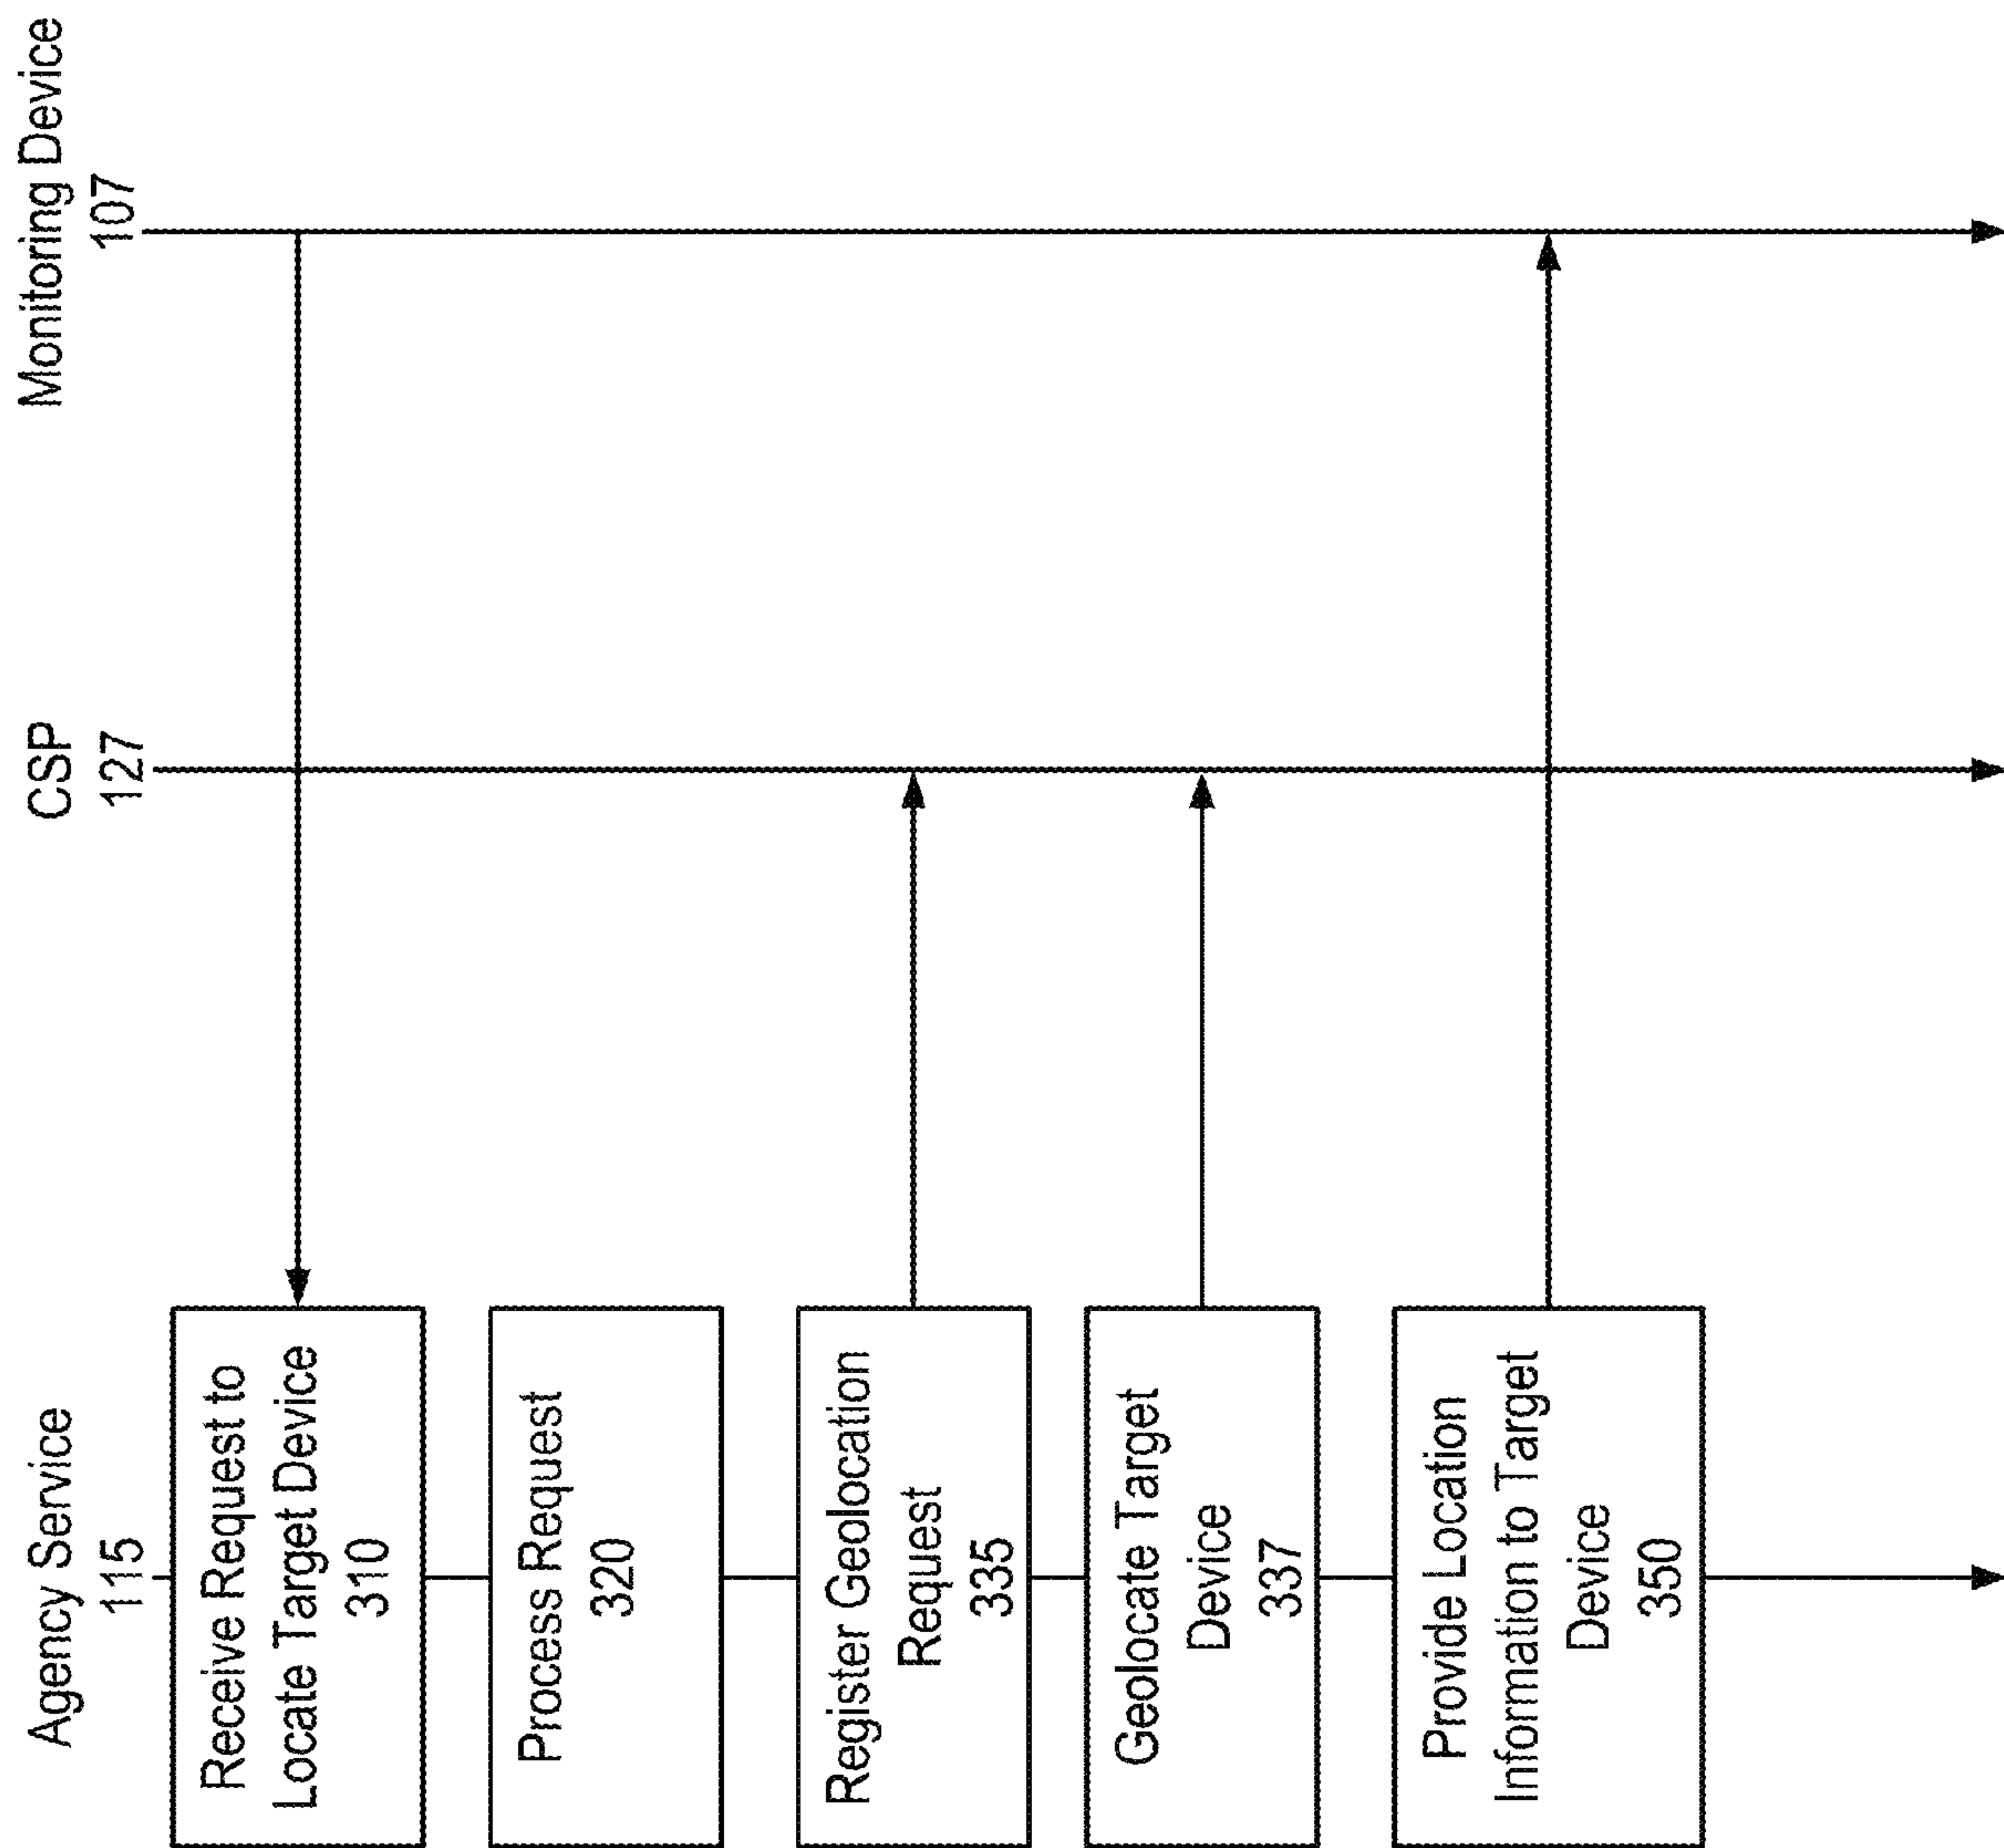 Agency Service
115
CSP
127
Monitoring Device
107
Receive Request to
Locate Target Device
310
Process Request
320
Register Geolocation
Request
335
Geolocate Target
Device
337
Provide Location
Information to Target
Device
350